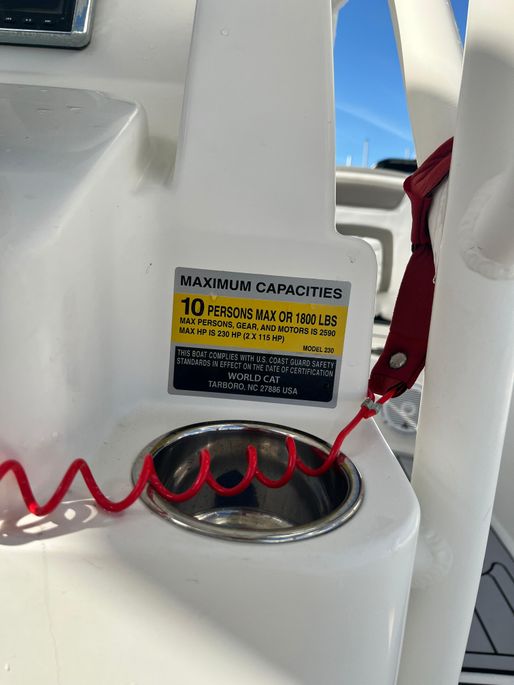 MAXIMUM CAPACITIES
10 PERSONS MAX OR 1800 LBS
MAX PERSONS, GEAR, AND MOTORS IS 2590
MAX HP IS 230 HP (2 X 115 HP)
MODEL 230
THIS BOAT COMPLIES WITH U.S. COAST GUARD SAFETY
STANDARDS IN EFFECT ON THE DATE OF CERTIFICATION
WORLD CAT
TARBORO, NC 27886 USA